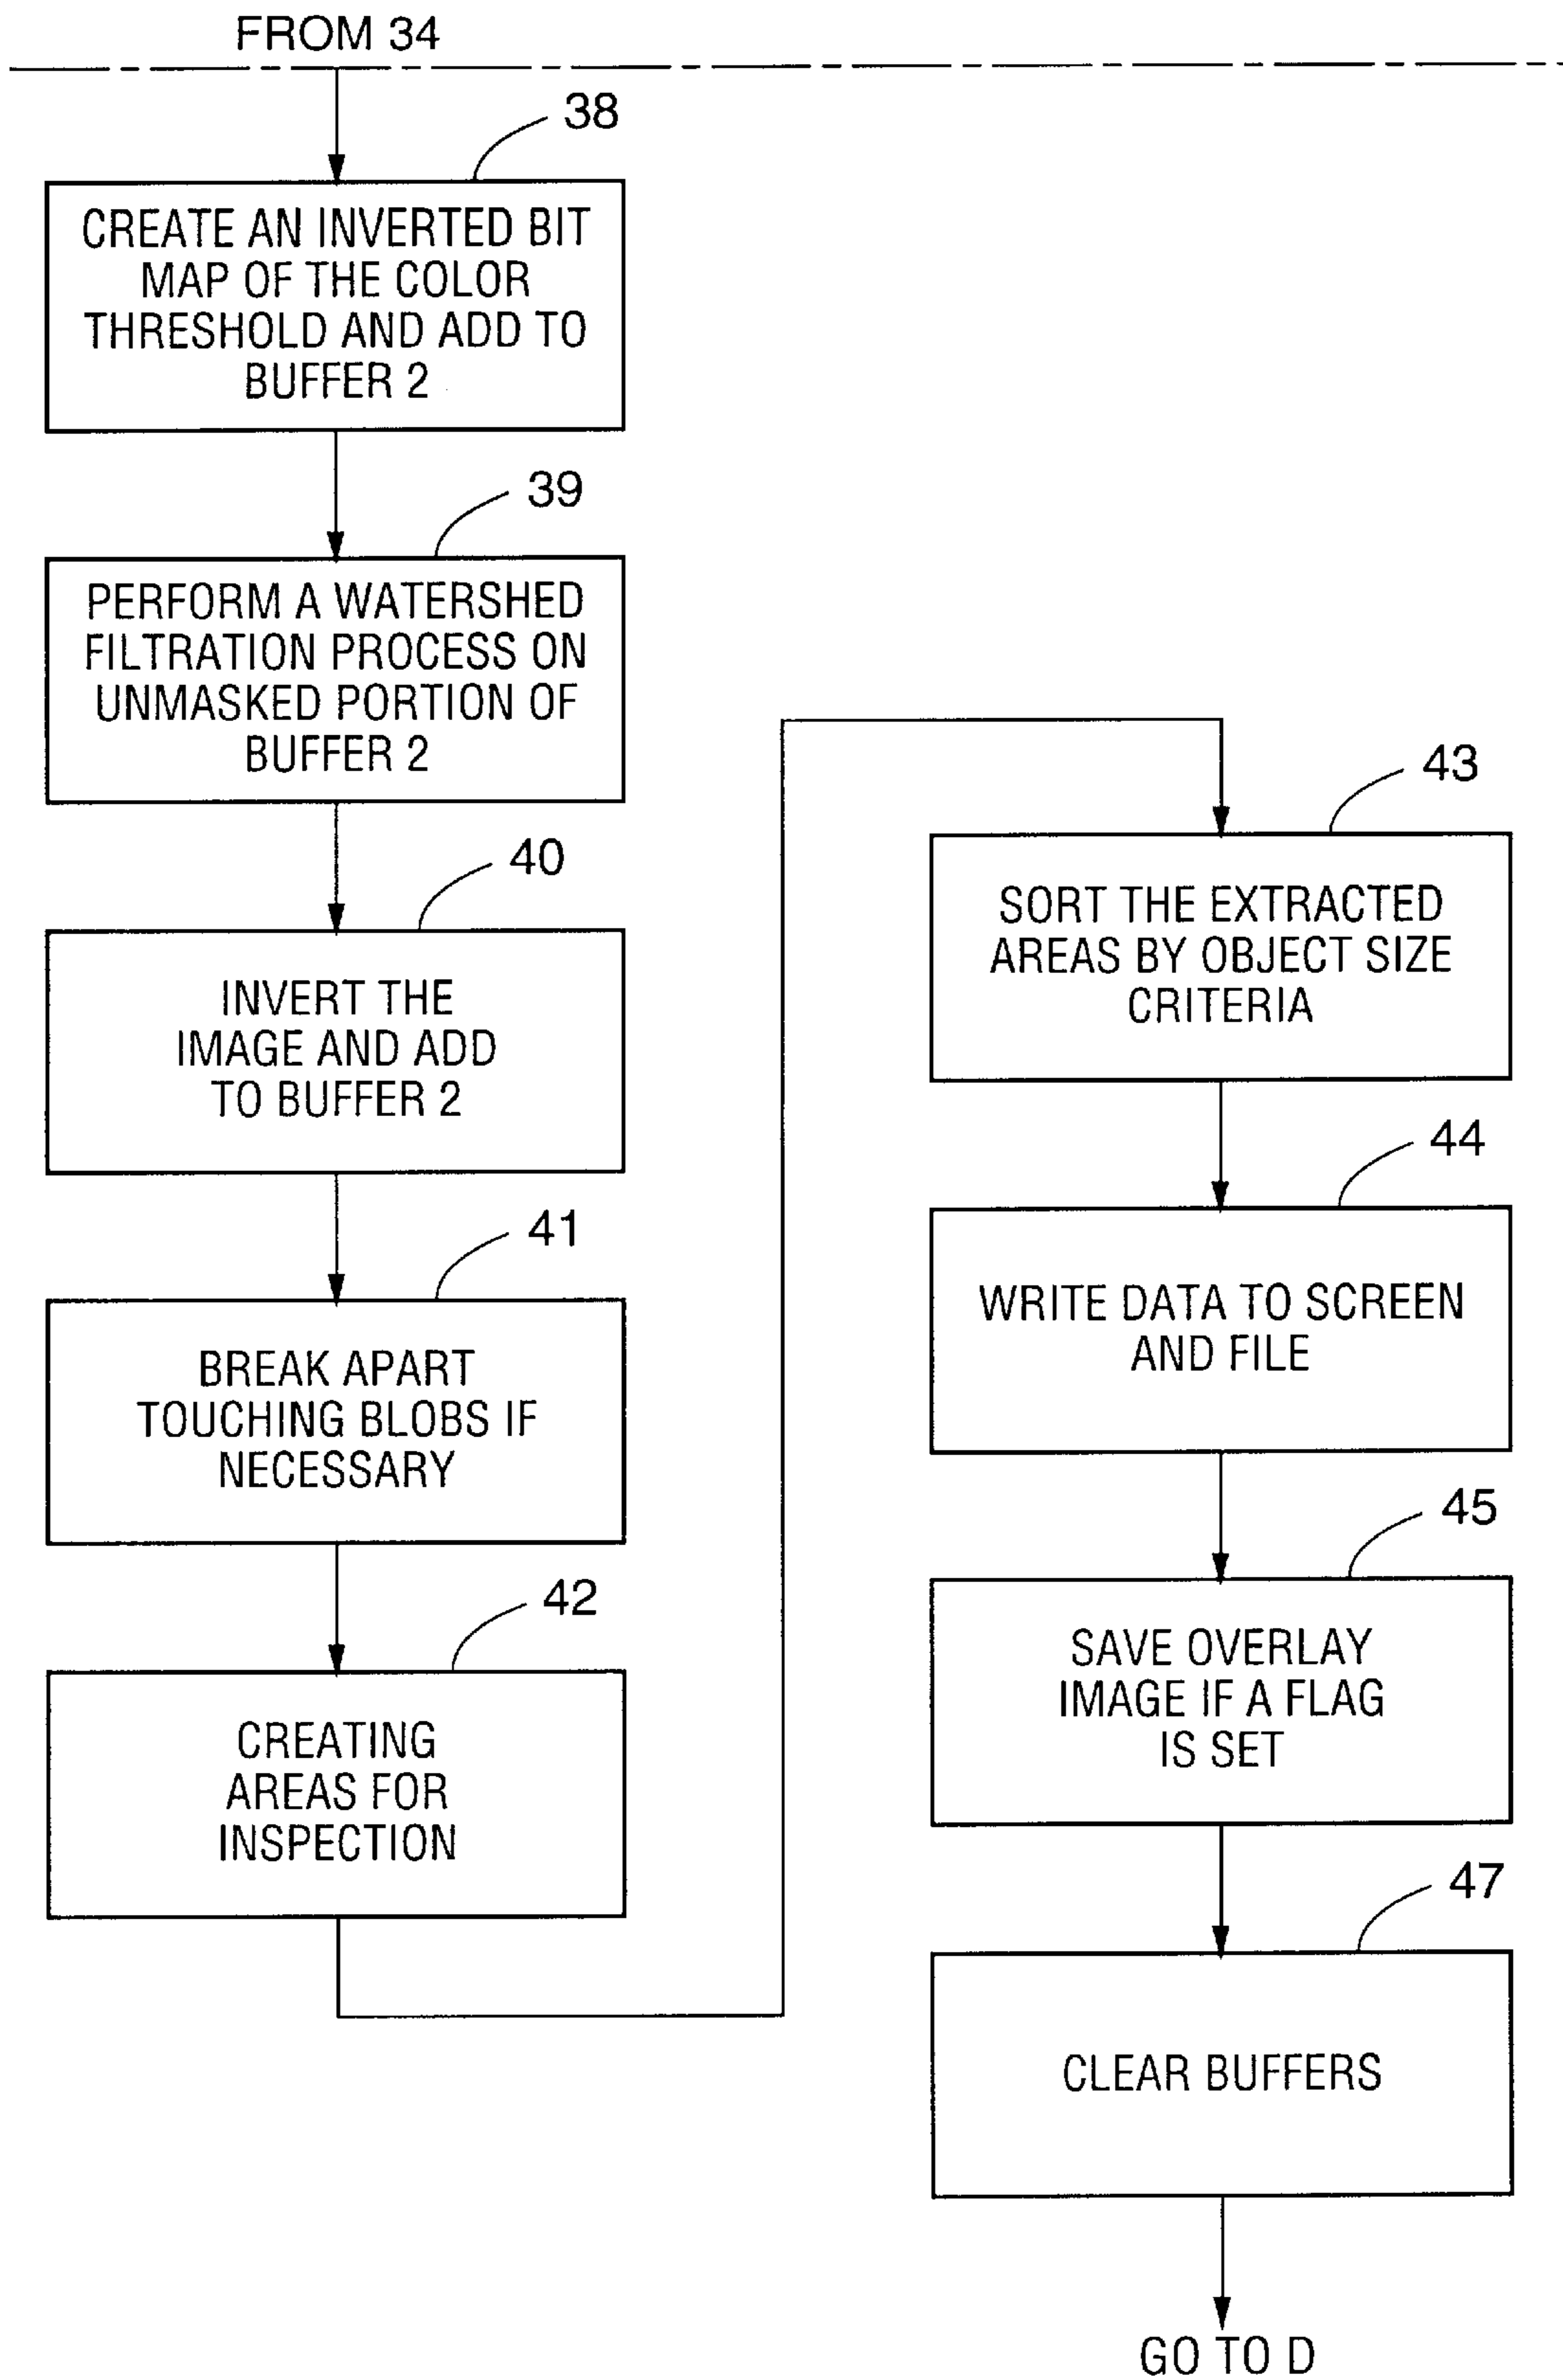 FROM 34
38
CREATE AN INVERTED BIT
MAP OF THE COLOR
THRESHOLD AND ADD TO
BUFFER 2
39
PERFORM A WATERSHED
FILTRATION PROCESS ON
UNMASKED PORTION OF
BUFFER 2
40
INVERT THE
IMAGE AND ADD
TO BUFFER 2
41
BREAK APART
TOUCHING BLOBS IF
NECESSARY
42
CREATING
AREAS FOR
INSPECTION
43
SORT THE EXTRACTED
AREAS BY OBJECT SIZE
CRITERIA
44
WRITE DATA TO SCREEN
AND FILE
45
SAVE OVERLAY
IMAGE IF A FLAG
IS SET
47
CLEAR BUFFERS
GO TO D